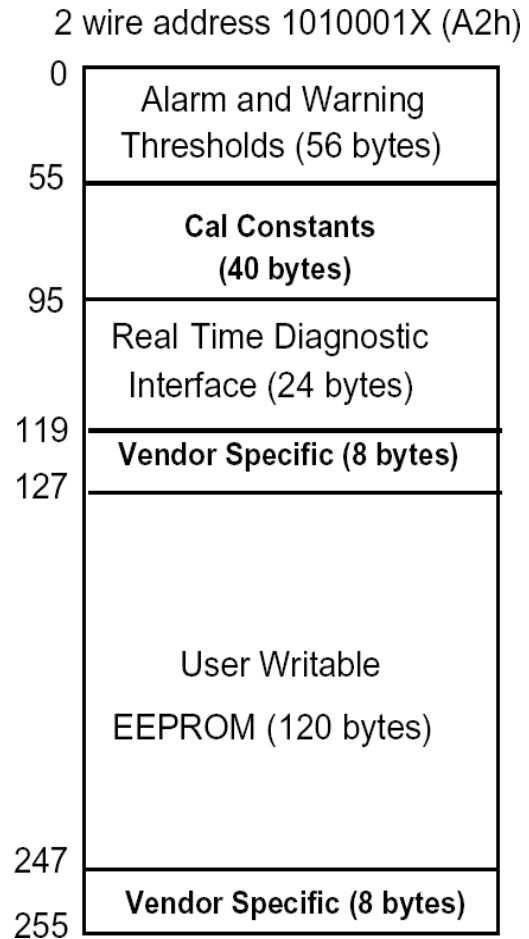 2 wire address 1010001X (A2h)
0
Alarm and Warning
Thresholds (56 bytes)
55
Cal Constants
(40 bytes)
95
Real Time Diagnostic
Interface (24 bytes)
119
Vendor Specific (8 bytes)
127
User Writable
EEPROM (120 bytes)
247
Vendor Specific (8 bytes)
255